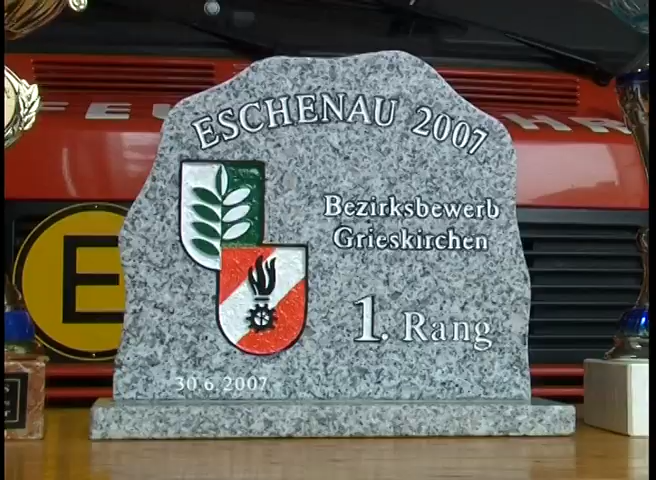 ESCHENAU 2007
Bezirksbewerb
Grieskirchen
1. Rang
30.6.2007
E